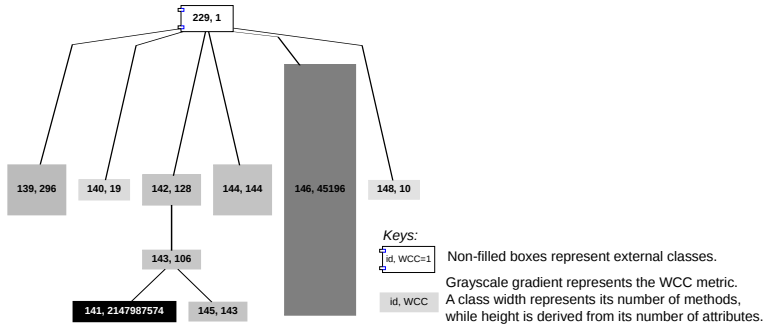 229, 1
139, 296
140, 19
142, 128
144, 144
146, 45196
148, 10
143, 106
141, 2147987574
145, 143
Keys:
id, WCC=1
Non-filled boxes represent external classes.
id, WCC
Grayscale gradient represents the WCC metric.
A class width represents its number of methods,
while height is derived from its number of attributes.